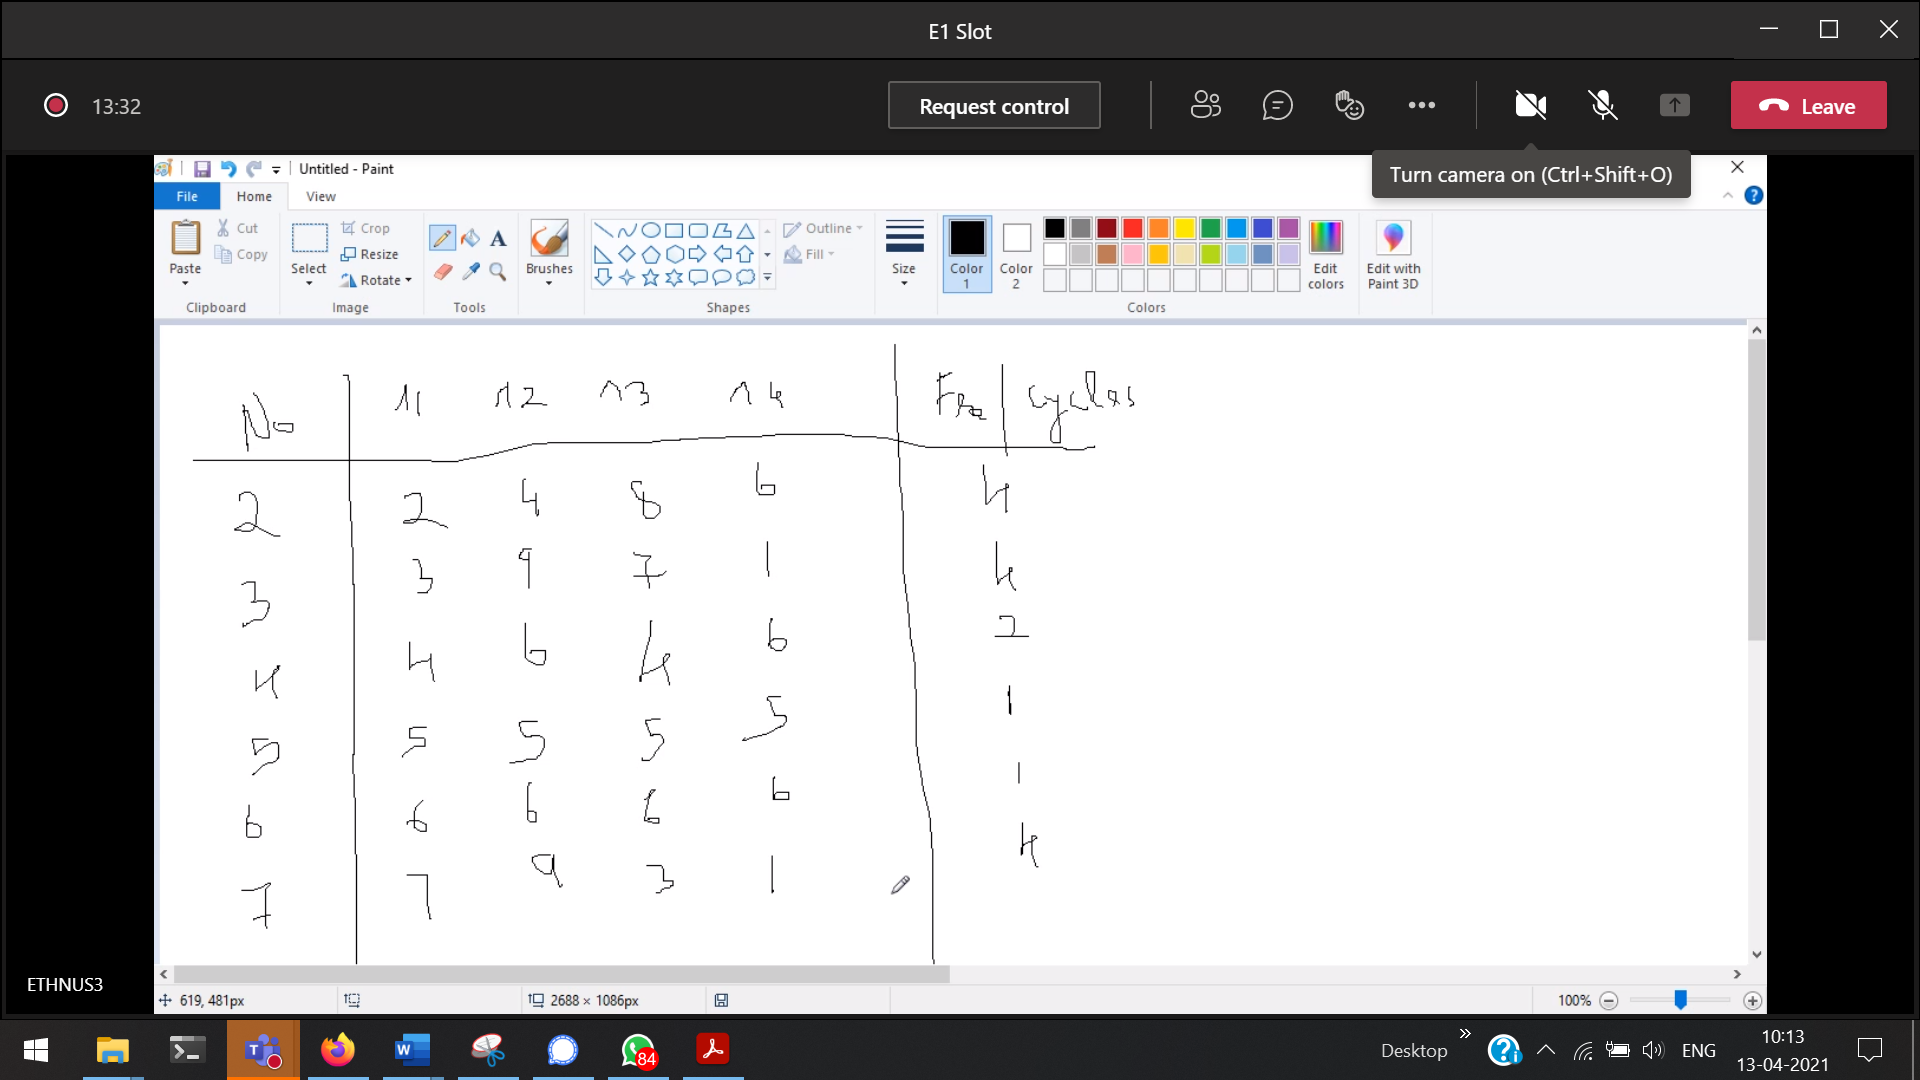 E1 Slot
13:32
Request control
Leave
Turn camera on (Ctrl+Shift+O)
Untitled - Paint
File Home View
Paste
Cut
Copy
Clipboard
Select
Crop
Resize
Rotate
Image
Tools
Brushes
Shapes
Outline
Fill
Size
Color 1
Color 2
Colors
Edit colors
Edit with Paint 3D
No ^1 ^2 ^3 ^4 Fre cycles
2 2 4 8 6 4
3 3 9 7 1 4
4 4 6 4 6 2
5 5 5 5 5 1
6 6 6 6 6 1
7 7 9 3 1 4
ETHNUS3
619, 481px
2688 × 1086px
100%
84
Desktop
ENG
10:13
13-04-2021